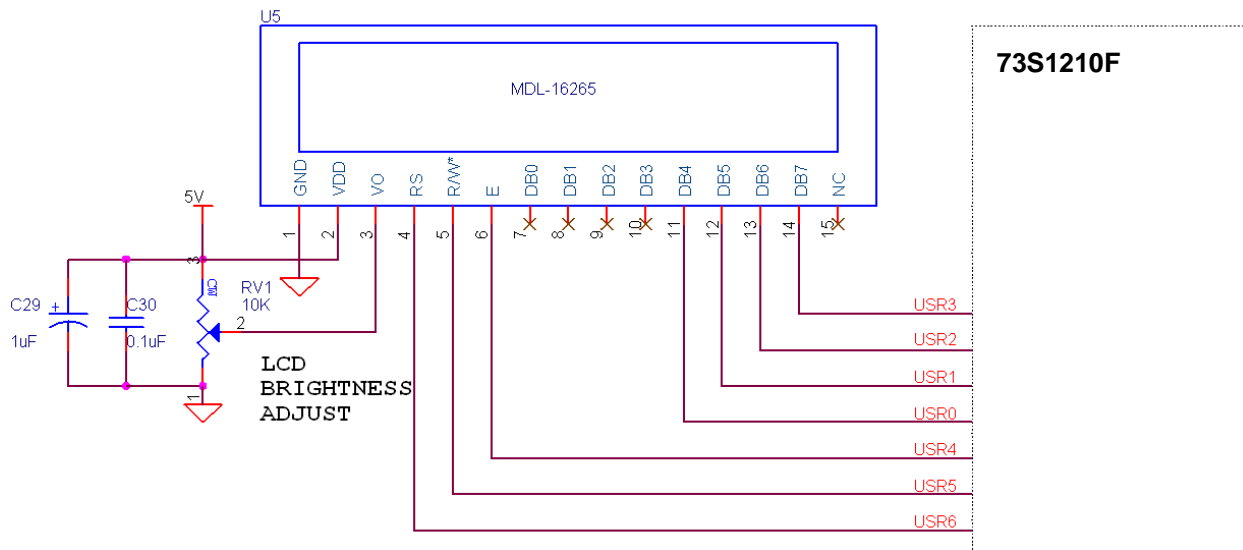 U5
73S1210F
MDL-16265
GND
VDD
VO
RS
R/W*
E
DB0
DB1
DB2
DB3
DB4
DB5
DB6
DB7
NC
1
2
3
4
5
6
7
8
9
10
11
12
13
14
15
5V
3
CW
RV1
10K
C29
+
1uF
C30
0.1uF
2
1
LCD
BRIGHTNESS
ADJUST
USR3
USR2
USR1
USR0
USR4
USR5
USR6